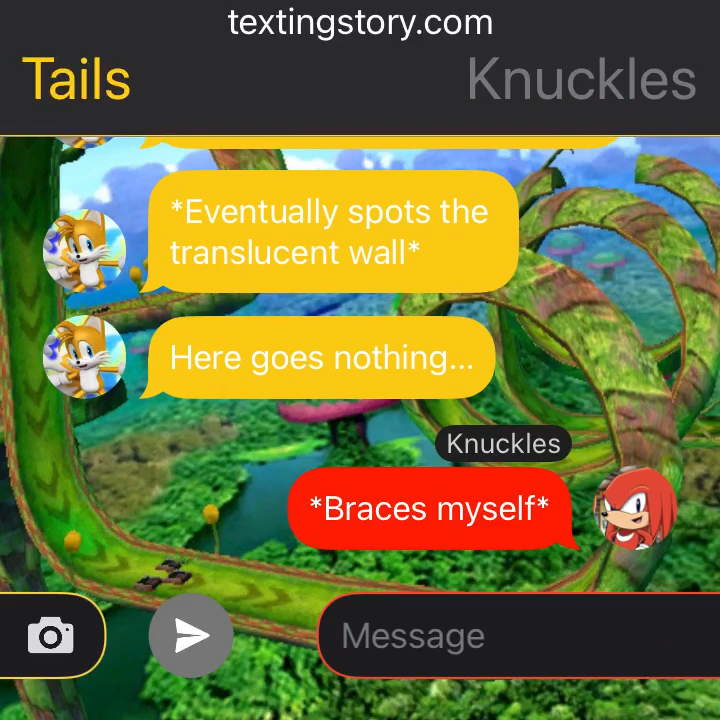 textingstory.com
Tails Knuckles
*Eventually spots the
translucent wall*
Here goes nothing...
Knuckles
*Braces myself*
Message